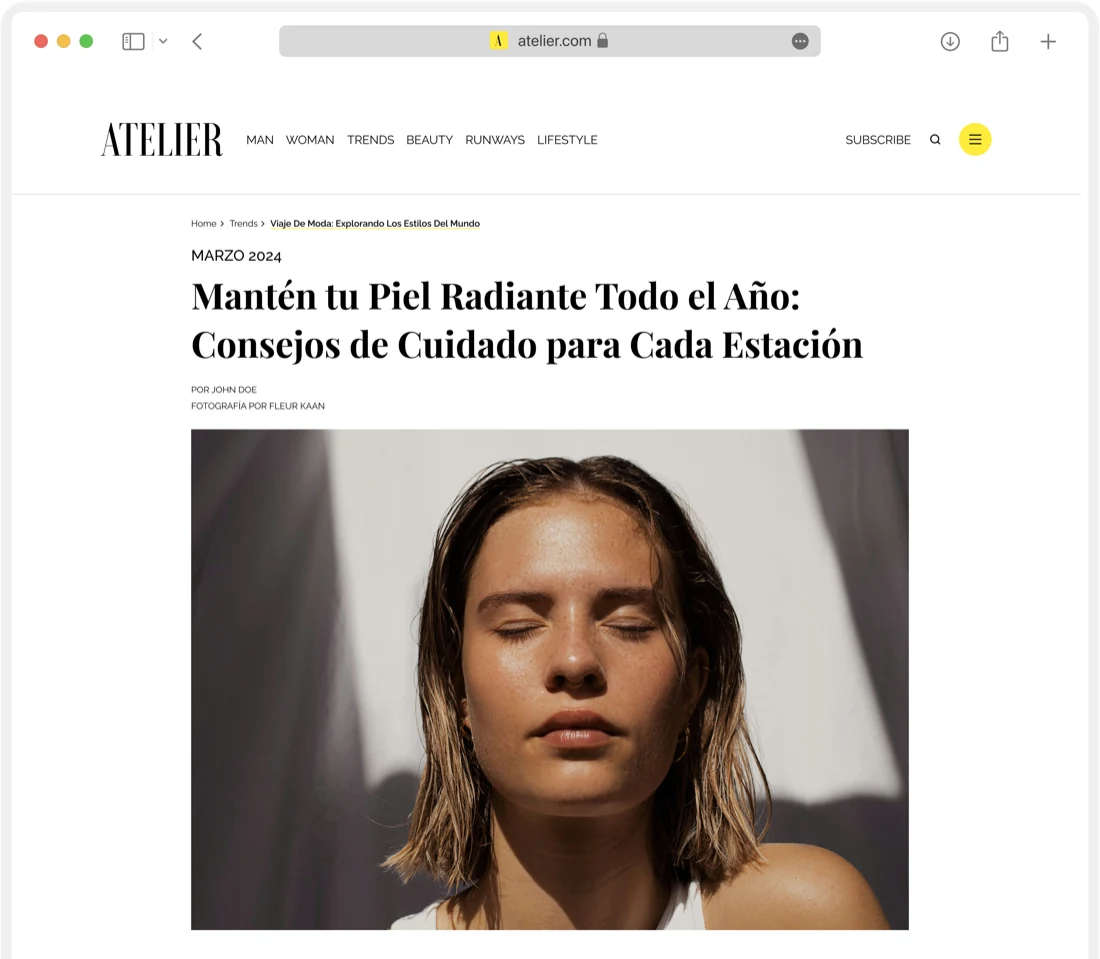 atelier.com
ATELIER MAN WOMAN TRENDS BEAUTY RUNWAYS LIFESTYLE SUBSCRIBE
Home > Trends > Viaje De Moda: Explorando Los Estilos Del Mundo
MARZO 2024
Mantén tu Piel Radiante Todo el Año:
Consejos de Cuidado para Cada Estación
POR JOHN DOE
FOTOGRAFÍA POR FLEUR KAAN